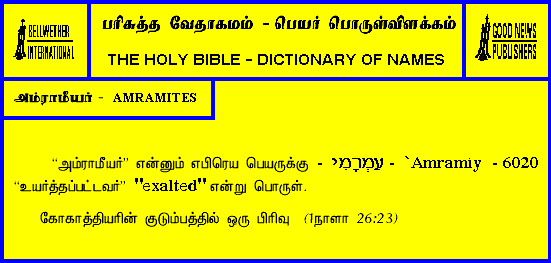 BELLWETHER
INTERNATIONAL
பரிசுத்த வேதாகமம் - பெயர் பொருள்விளக்கம்
THE HOLY BIBLE - DICTIONARY OF NAMES
GOOD NEWS
PUBLISHERS
அம்ராமீயர் - AMRAMITES
“அம்ராமீயர்” என்னும் எபிரெய பெயருக்கு - עַמְרָמִי - `Amramiy - 6020
“உயர்த்தப்பட்டவர்” "exalted" என்று பொருள்.
கோகாத்தியரின் குடும்பத்தில் ஒரு பிரிவு (1நாளா 26:23)